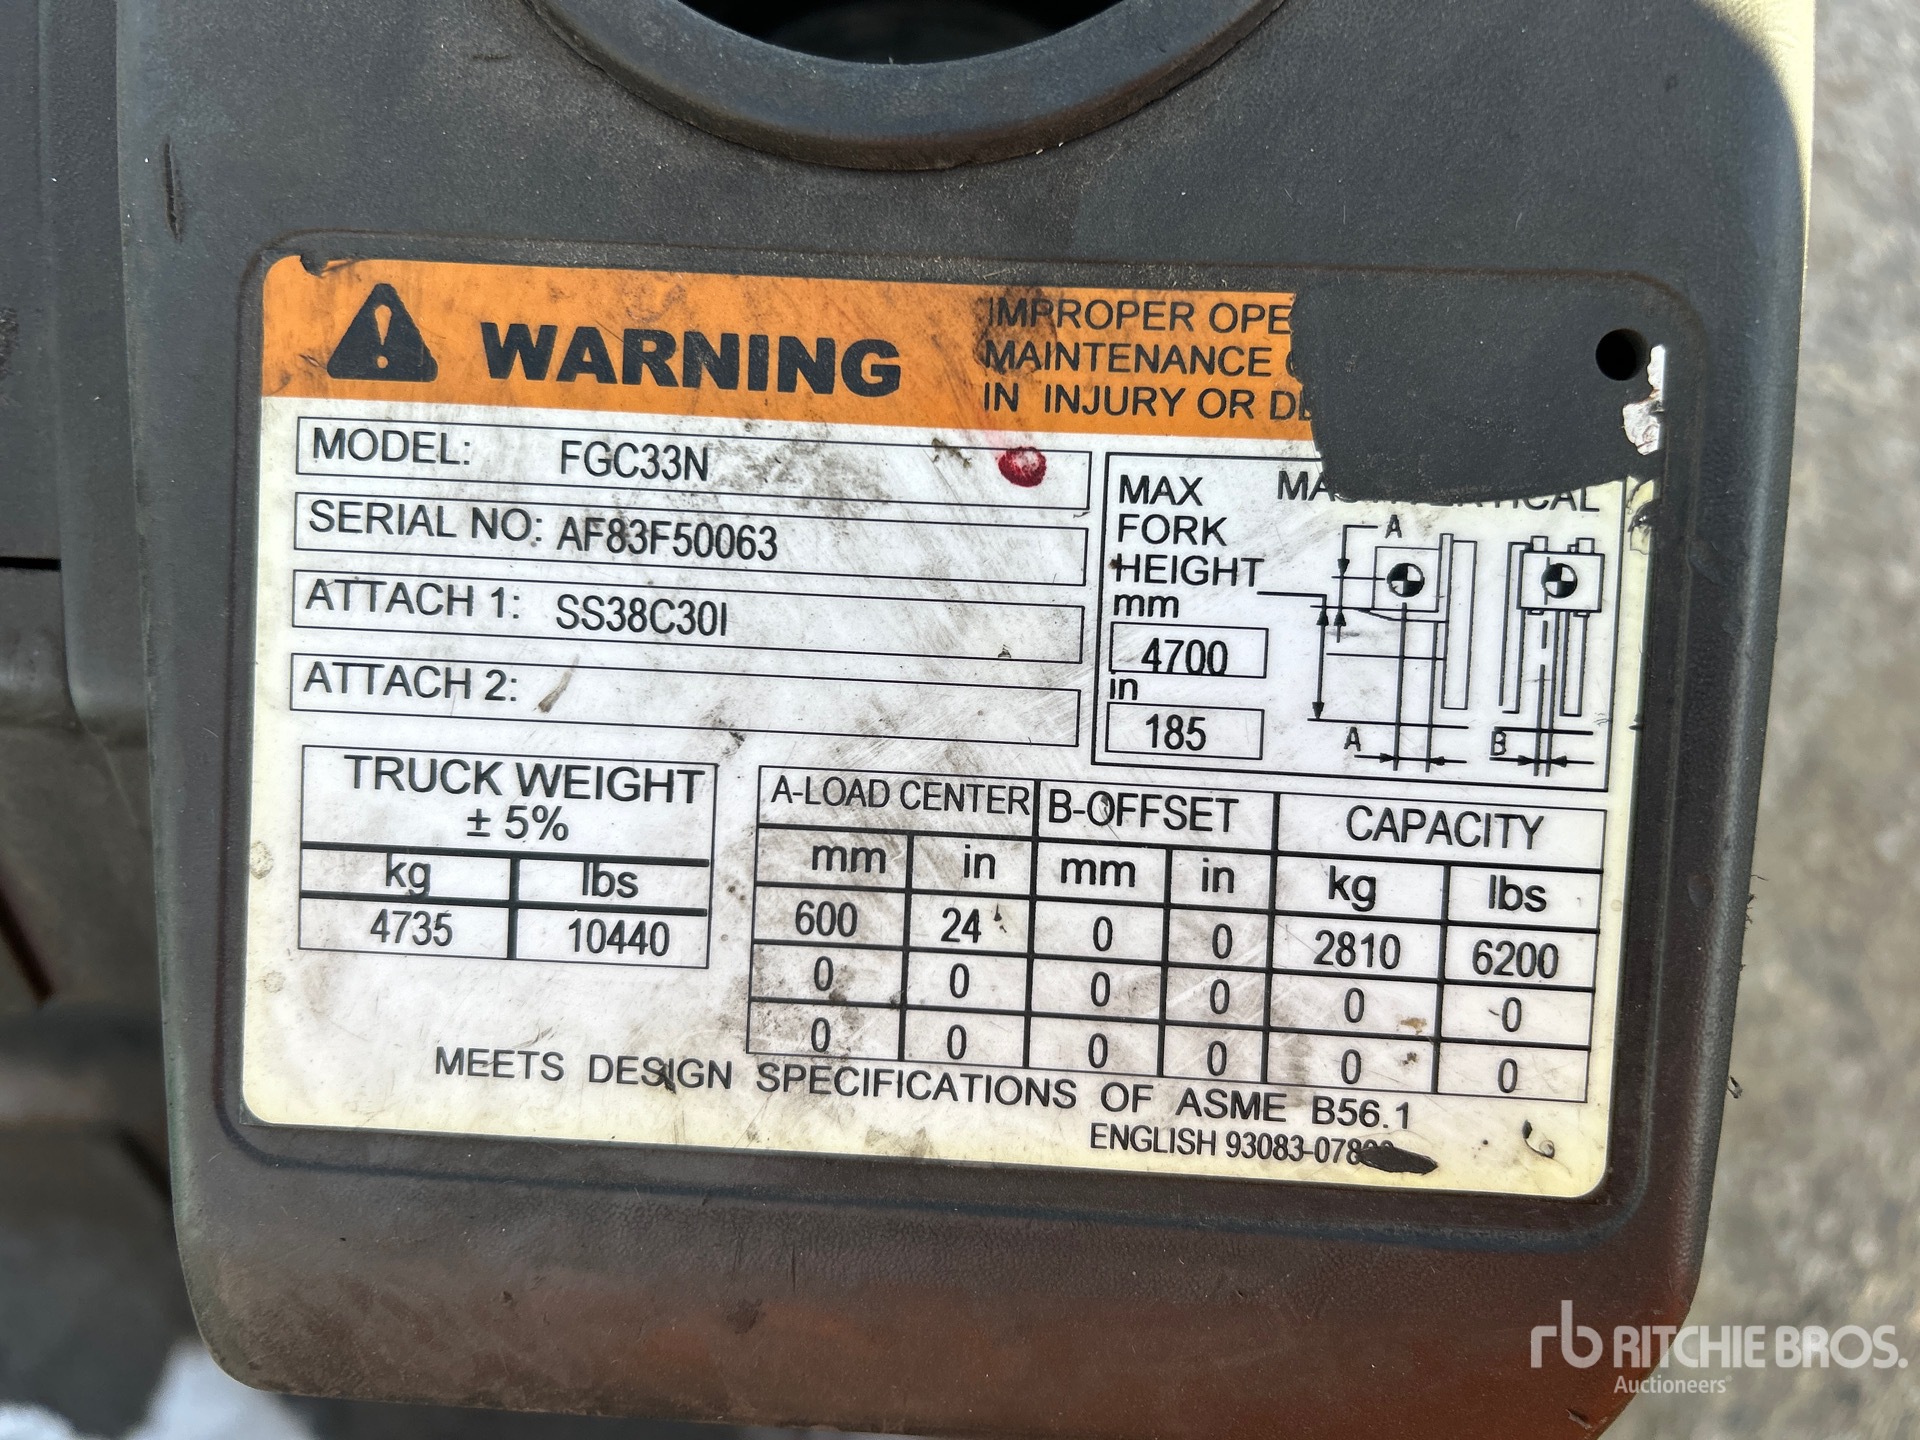 WARNING
IMPROPER OPE
MAINTENANCE
IN INJURY OR DE
MODEL: FGC33N
SERIAL NO: AF83F50063
ATTACH 1: SS38C30I
ATTACH 2:
MAX FORK HEIGHT
mm
4700
in
185
A
A
B
TRUCK WEIGHT
± 5%
kg lbs
4735 10440
A-LOAD CENTER B-OFFSET CAPACITY
mm in mm in kg lbs
600 24 0 0 2810 6200
0 0 0 0 0 0
0 0 0 0 0 0
MEETS DESIGN SPECIFICATIONS OF ASME B56.1
ENGLISH
rb RITCHIE BROS.
Auctioneers